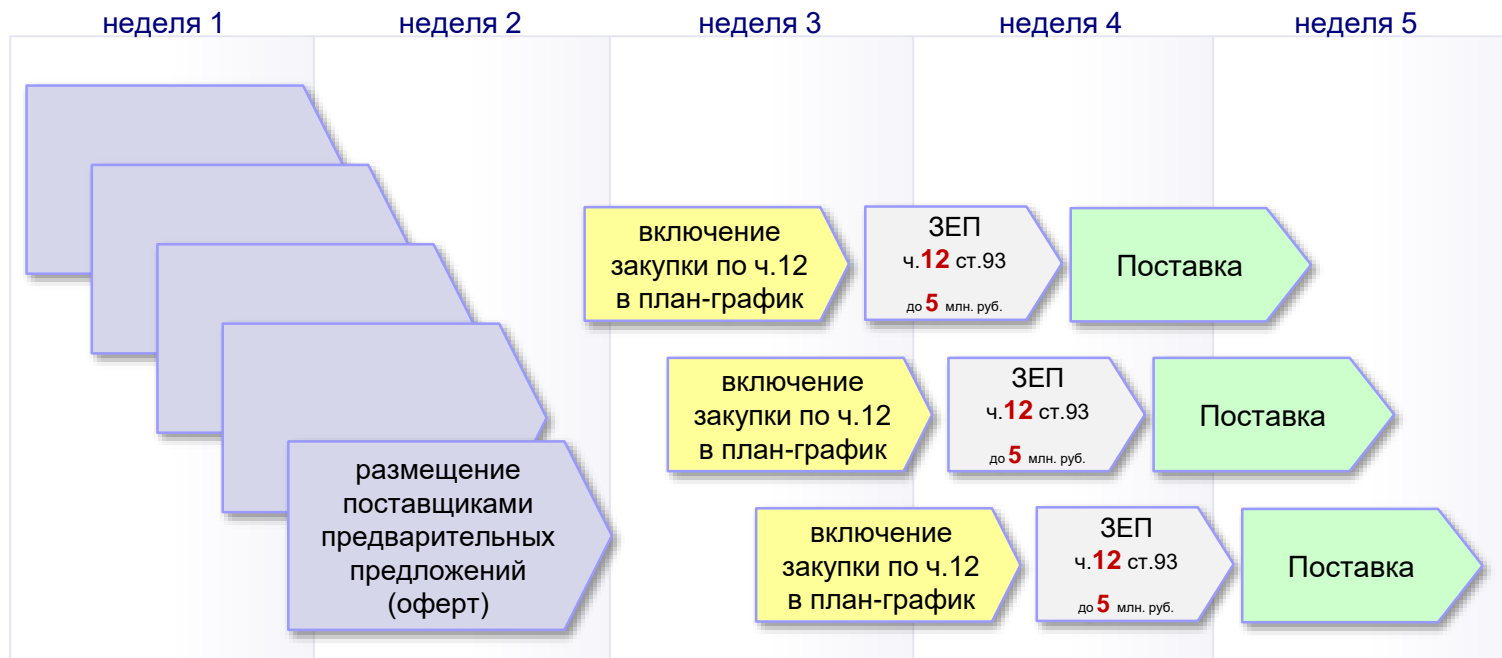 неделя 1
неделя 2
неделя 3
неделя 4
неделя 5
включение
закупки по ч.12
в план-график
ЗЕП
ч.12 ст.93
до 5 млн. руб.
Поставка
включение
закупки по ч.12
в план-график
ЗЕП
ч.12 ст.93
до 5 млн. руб.
Поставка
размещение
поставщиками
предварительных
предложений
(оферт)
включение
закупки по ч.12
в план-график
ЗЕП
ч.12 ст.93
до 5 млн. руб.
Поставка